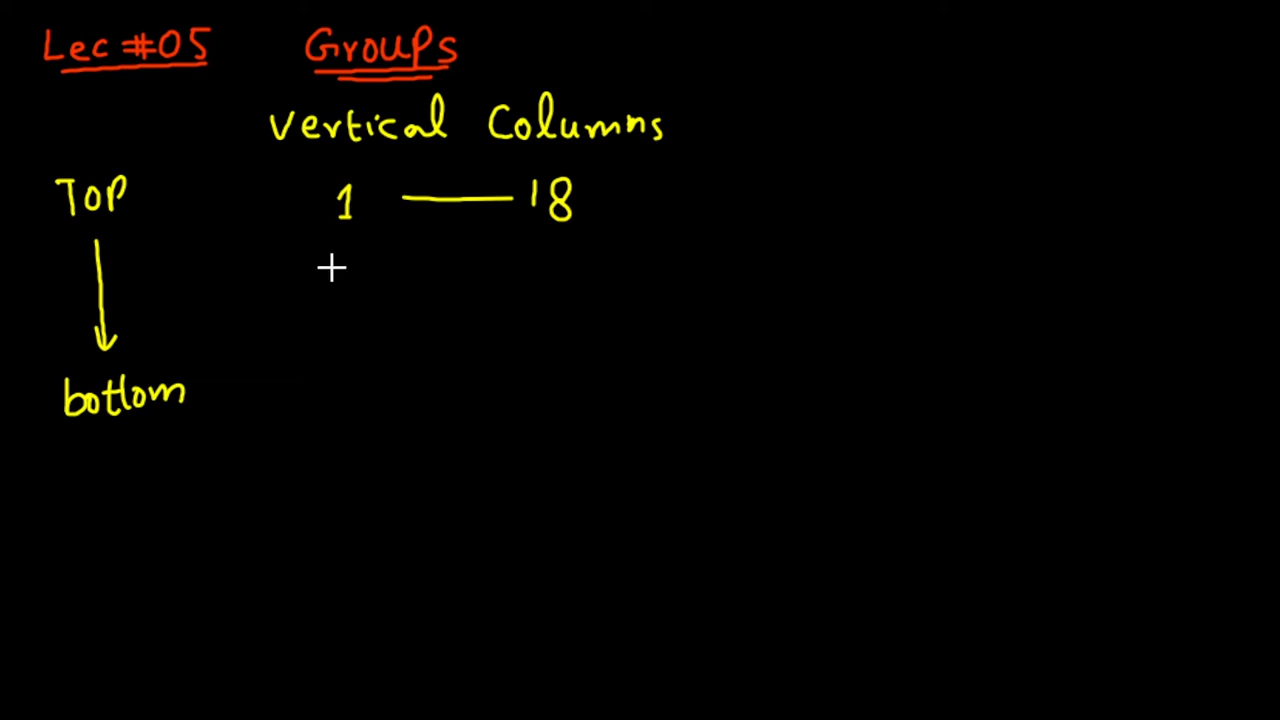 Lec #05 Groups
Vertical Columns
Top 1 — 18
bottom